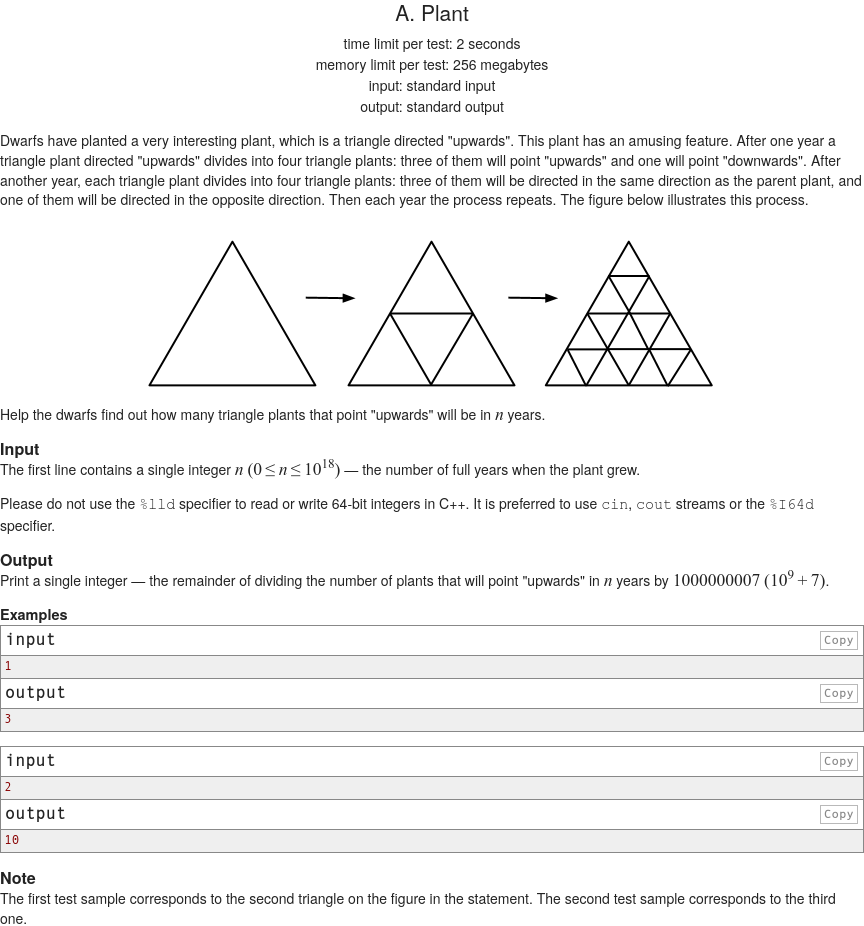 A. Plant
time limit per test: 2 seconds
memory limit per test: 256 megabytes
input: standard input
output: standard output
Dwarfs have planted a very interesting plant, which is a triangle directed "upwards". This plant has an amusing feature. After one year a
triangle plant directed "upwards" divides into four triangle plants: three of them will point "upwards" and one will point "downwards". After
another year, each triangle plant divides into four triangle plants: three of them will be directed in the same direction as the parent plant, and
one of them will be directed in the opposite direction. Then each year the process repeats. The figure below illustrates this process.
Help the dwarfs find out how many triangle plants that point "upwards" will be in n years.
Input
The first line contains a single integer n (0 ≤ n ≤ 10^18) — the number of full years when the plant grew.
Please do not use the %lld specifier to read or write 64-bit integers in C++. It is preferred to use cin, cout streams or the %I64d
specifier.
Output
Print a single integer — the remainder of dividing the number of plants that will point "upwards" in n years by 1000000007 (10^9 + 7).
Examples
input
Copy
1
output
Copy
3
input
Copy
2
output
Copy
10
Note
The first test sample corresponds to the second triangle on the figure in the statement. The second test sample corresponds to the third
one.